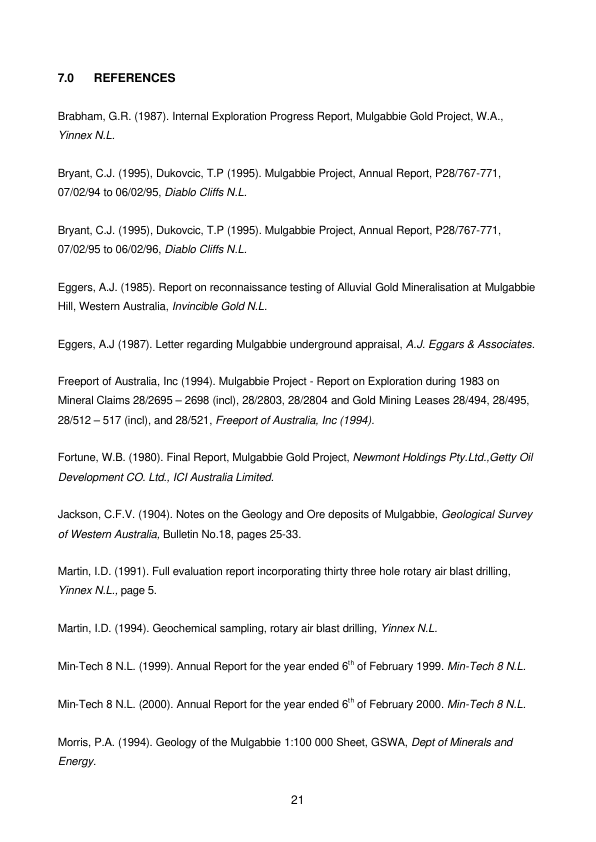 7.0 REFERENCES
Brabham, G.R. (1987). Internal Exploration Progress Report, Mulgabbie Gold Project, W.A.,
Yinnex N.L.
Bryant, C.J. (1995), Dukovcic, T.P (1995). Mulgabbie Project, Annual Report, P28/767-771,
07/02/94 to 06/02/95, Diablo Cliffs N.L.
Bryant, C.J. (1995), Dukovcic, T.P (1995). Mulgabbie Project, Annual Report, P28/767-771,
07/02/95 to 06/02/96, Diablo Cliffs N.L.
Eggers, A.J. (1985). Report on reconnaissance testing of Alluvial Gold Mineralisation at Mulgabbie
Hill, Western Australia, Invincible Gold N.L.
Eggers, A.J (1987). Letter regarding Mulgabbie underground appraisal, A.J. Eggars & Associates.
Freeport of Australia, Inc (1994). Mulgabbie Project - Report on Exploration during 1983 on
Mineral Claims 28/2695 – 2698 (incl), 28/2803, 28/2804 and Gold Mining Leases 28/494, 28/495,
28/512 – 517 (incl), and 28/521, Freeport of Australia, Inc (1994).
Fortune, W.B. (1980). Final Report, Mulgabbie Gold Project, Newmont Holdings Pty.Ltd.,Getty Oil
Development CO. Ltd., ICI Australia Limited.
Jackson, C.F.V. (1904). Notes on the Geology and Ore deposits of Mulgabbie, Geological Survey
of Western Australia, Bulletin No.18, pages 25-33.
Martin, I.D. (1991). Full evaluation report incorporating thirty three hole rotary air blast drilling,
Yinnex N.L., page 5.
Martin, I.D. (1994). Geochemical sampling, rotary air blast drilling, Yinnex N.L.
Min-Tech 8 N.L. (1999). Annual Report for the year ended 6th of February 1999. Min-Tech 8 N.L.
Min-Tech 8 N.L. (2000). Annual Report for the year ended 6th of February 2000. Min-Tech 8 N.L.
Morris, P.A. (1994). Geology of the Mulgabbie 1:100 000 Sheet, GSWA, Dept of Minerals and
Energy.
21